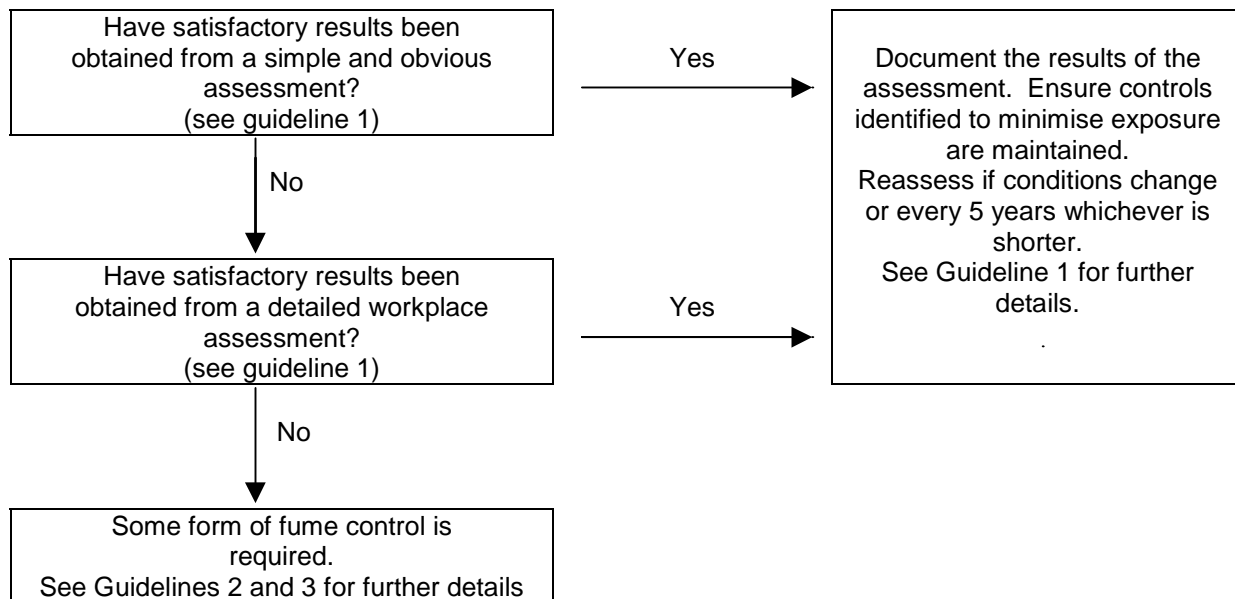 Have satisfactory results been
obtained from a simple and obvious
assessment?
(see guideline 1)
Yes
Document the results of the
assessment.  Ensure controls
identified to minimise exposure
are maintained.
Reassess if conditions change
or every 5 years whichever is
shorter.
See Guideline 1 for further
details.
.
No
Have satisfactory results been
obtained from a detailed workplace
assessment?
(see guideline 1)
Yes
No
Some form of fume control is
required.
See Guidelines 2 and 3 for further details